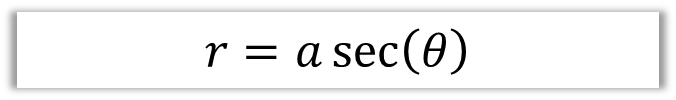 r = a sec(θ)